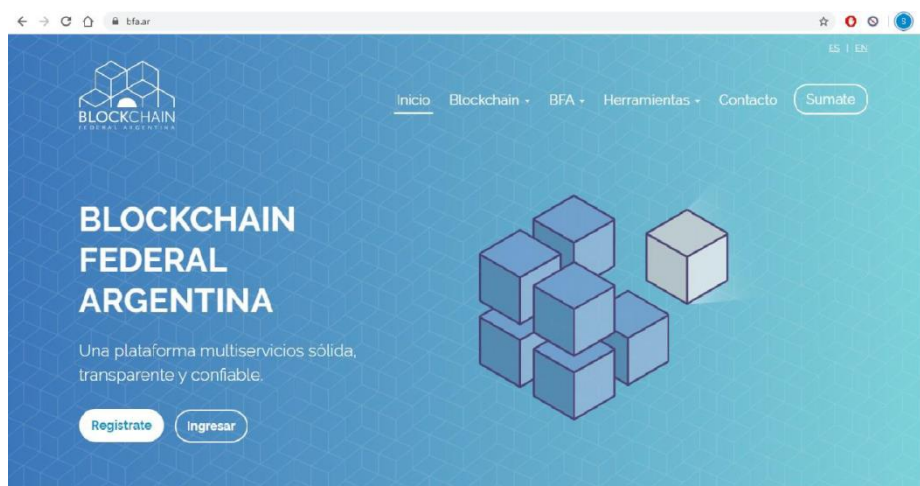 bfa.ar
S
ES | EN
BLOCKCHAIN
FEDERAL ARGENTINA
Inicio Blockchain BFA Herramientas Contacto Sumate
BLOCKCHAIN
FEDERAL
ARGENTINA
Una plataforma multiservicios sólida,
transparente y confiable.
Registrate Ingresar